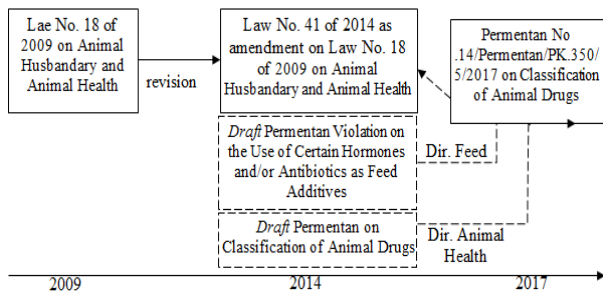 Lae No. 18 of
2009 on Animal
Husbandary and
Animal Health
revision
Law No. 41 of 2014 as
amendment on Law No. 18
of 2009 on Animal
Husbandary and Animal Health
Permentan No
.14/Permentan/PK.350/
5/2017 on Classification
of Animal Drugs
Draft Permentan Violation on
the Use of Certain Hormones
and/or Antibiotics as Feed
Additives
Dir. Feed
Draft Permentan on
Classification of Animal Drugs
Dir. Animal
Health
2009
2014
2017